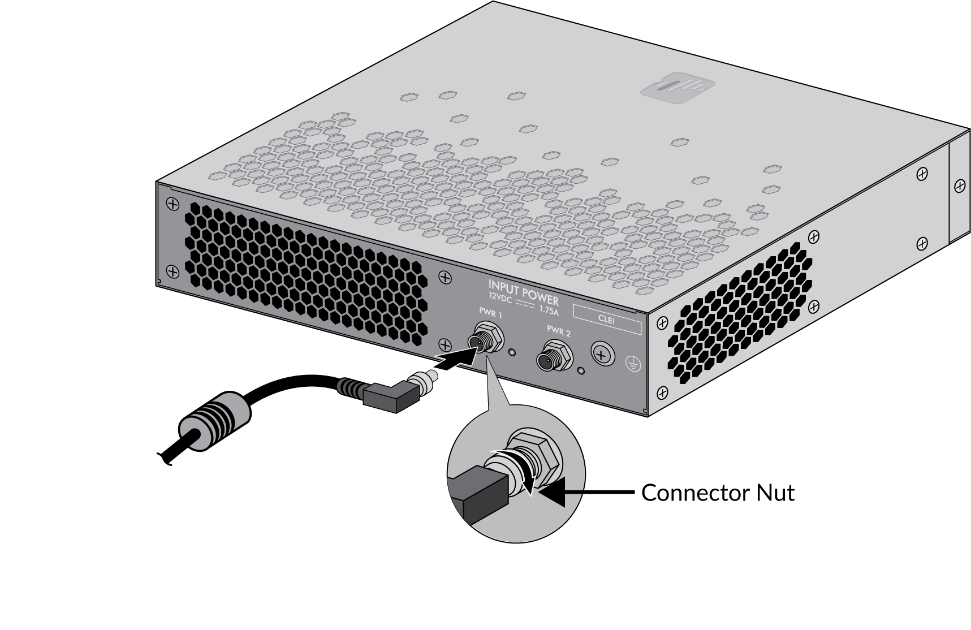 INPUT POWER
12VDC ⎓ 1.75A
CLEI
PWR 1
PWR 2
Connector Nut